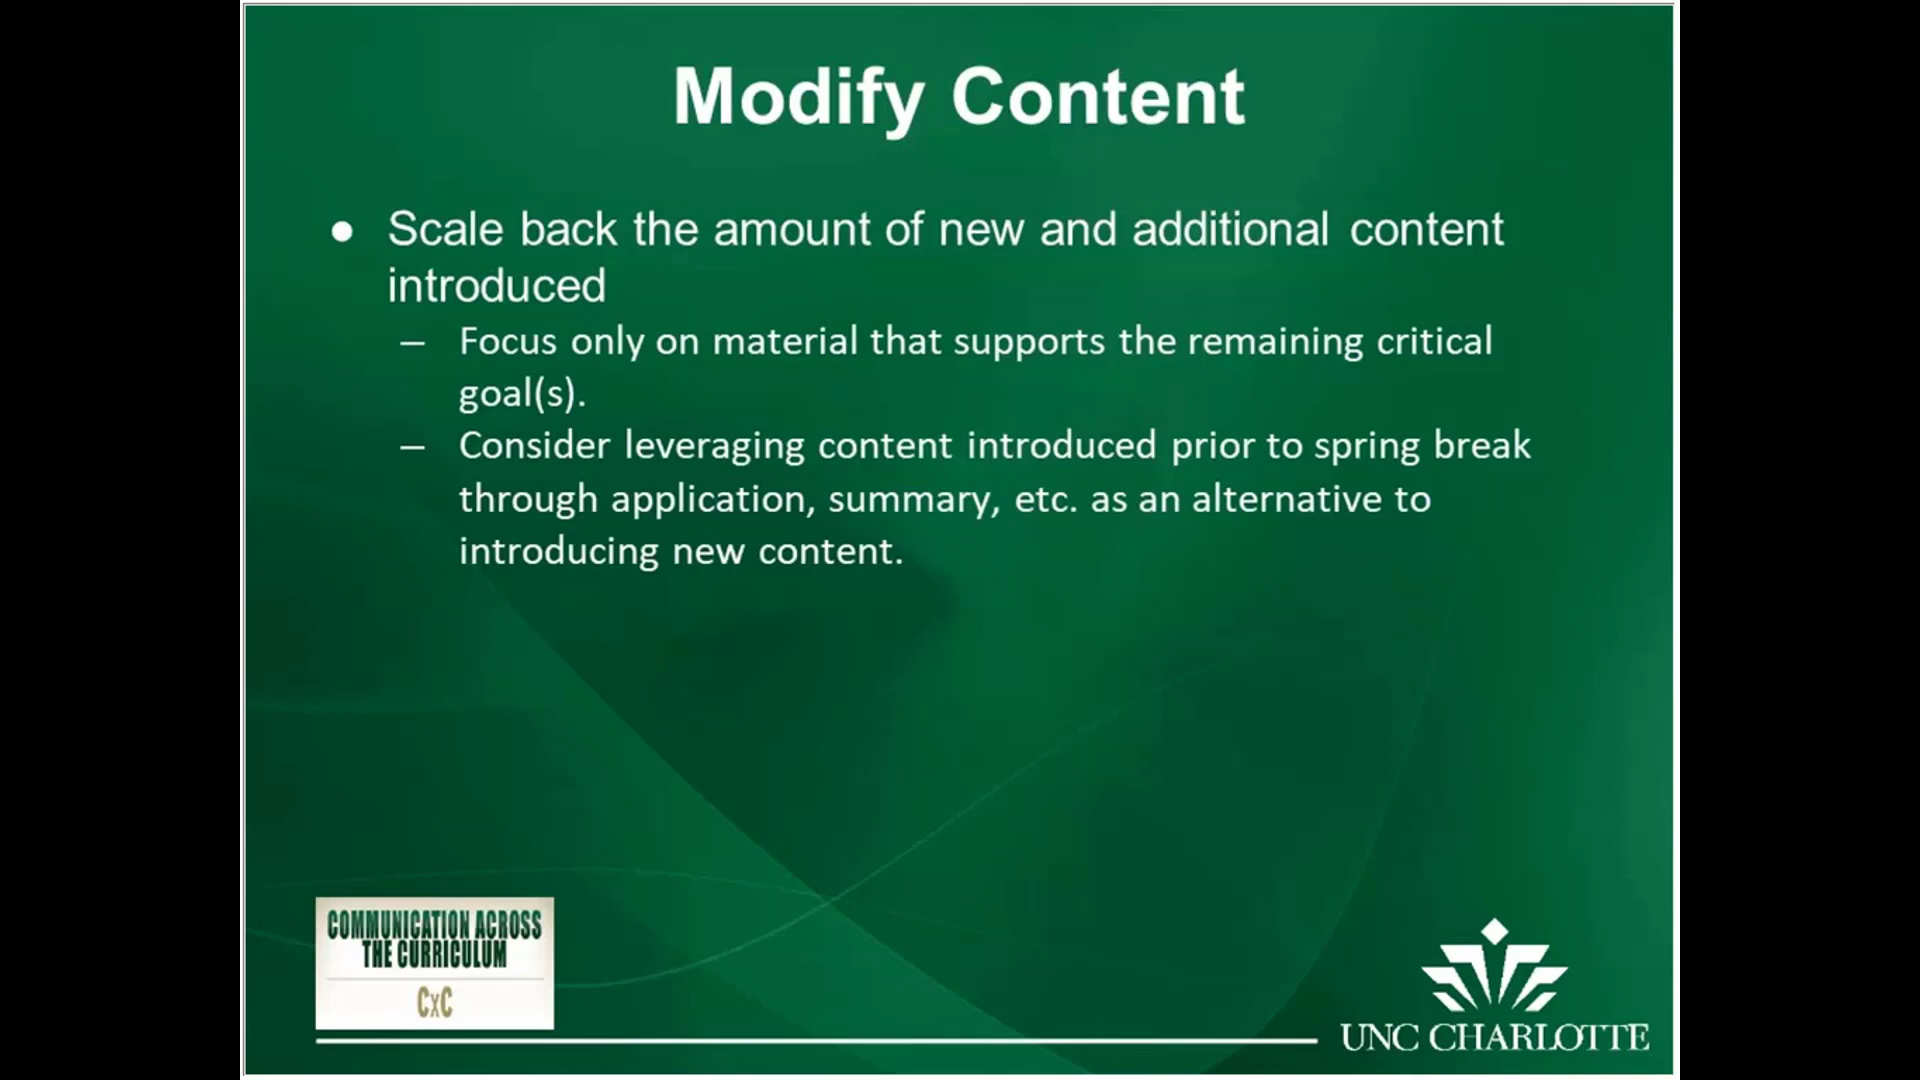 Modify Content
● Scale back the amount of new and additional content
introduced
– Focus only on material that supports the remaining critical
goal(s).
– Consider leveraging content introduced prior to spring break
through application, summary, etc. as an alternative to
introducing new content.
COMMUNICATION ACROSS
THE CURRICULUM
CxC
UNC CHARLOTTE